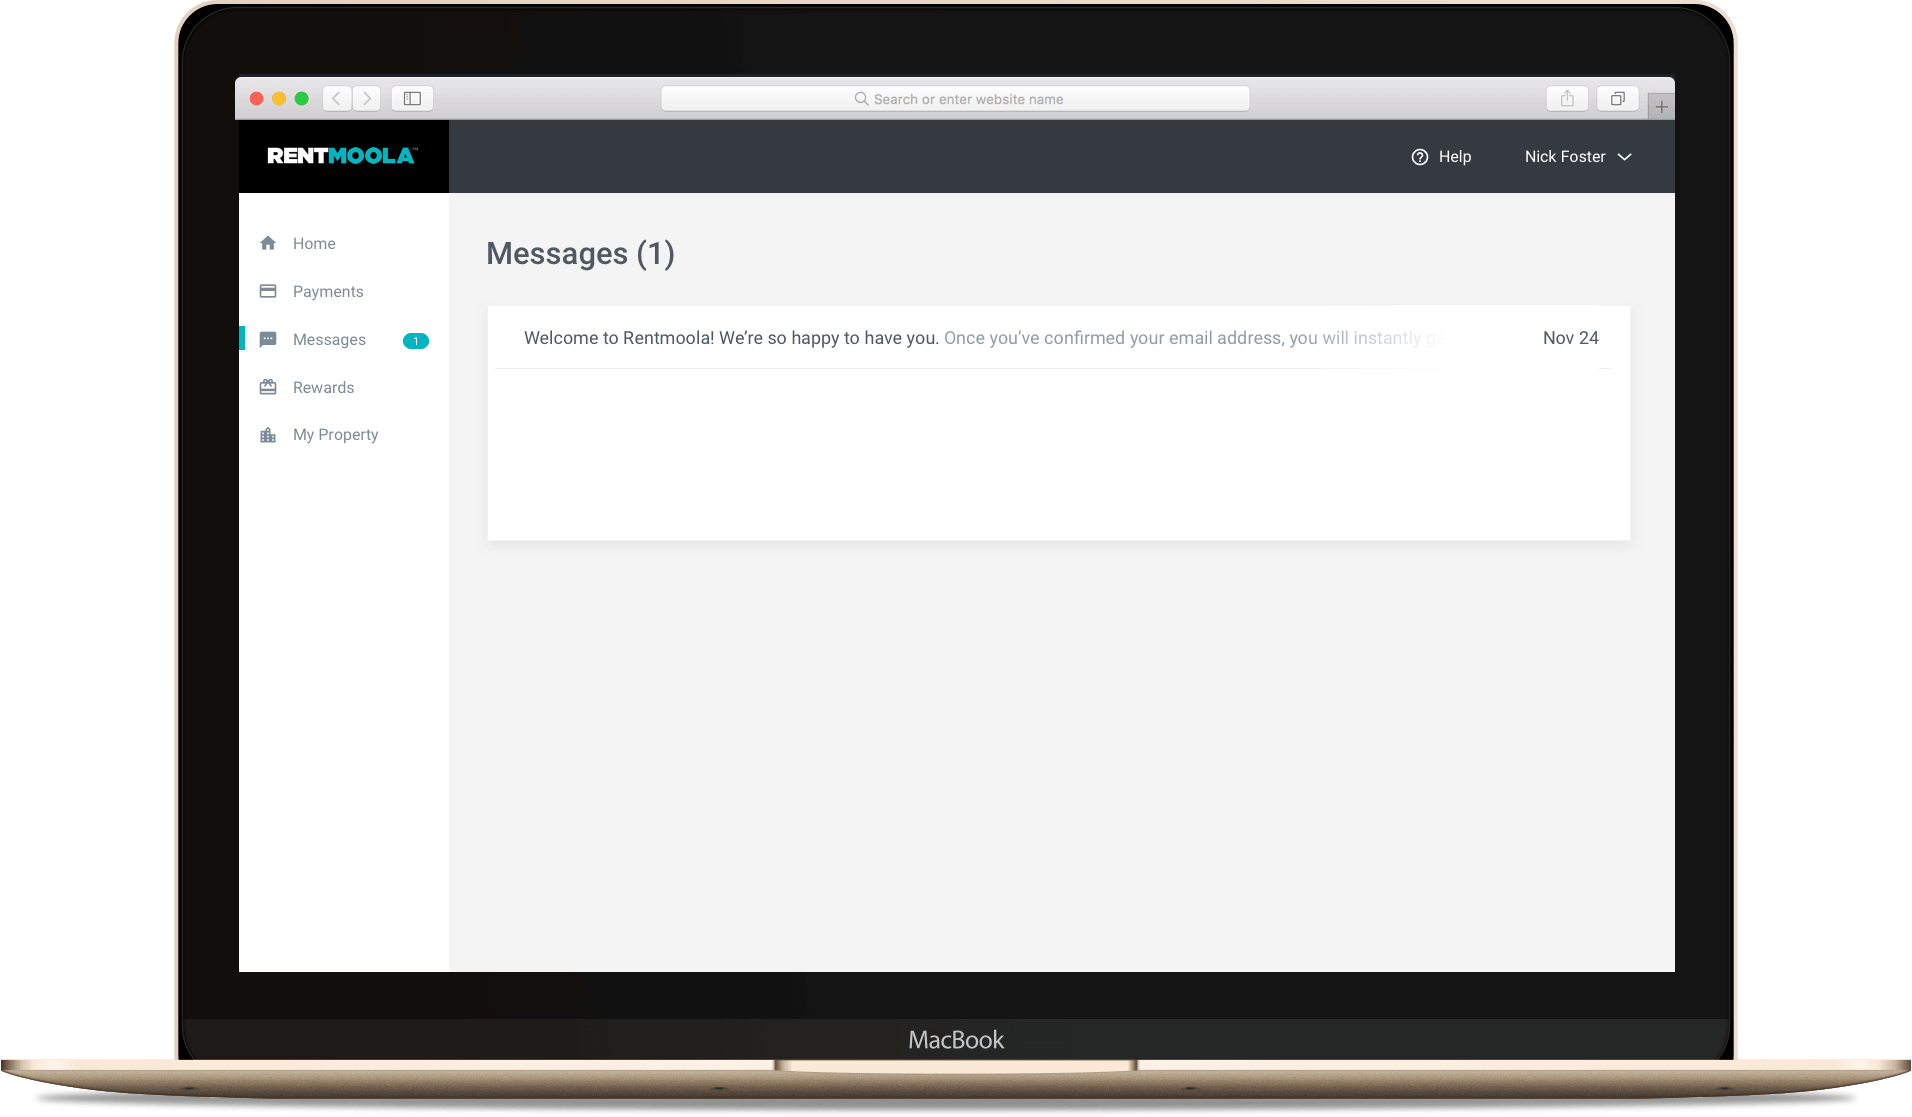 Search or enter website name
RENTMOOLA™
Help
Nick Foster
Home
Payments
Messages
1
Rewards
My Property
Messages (1)
Welcome to Rentmoola! We’re so happy to have you. Once you’ve confirmed your email address, you will instantly
Nov 24
MacBook